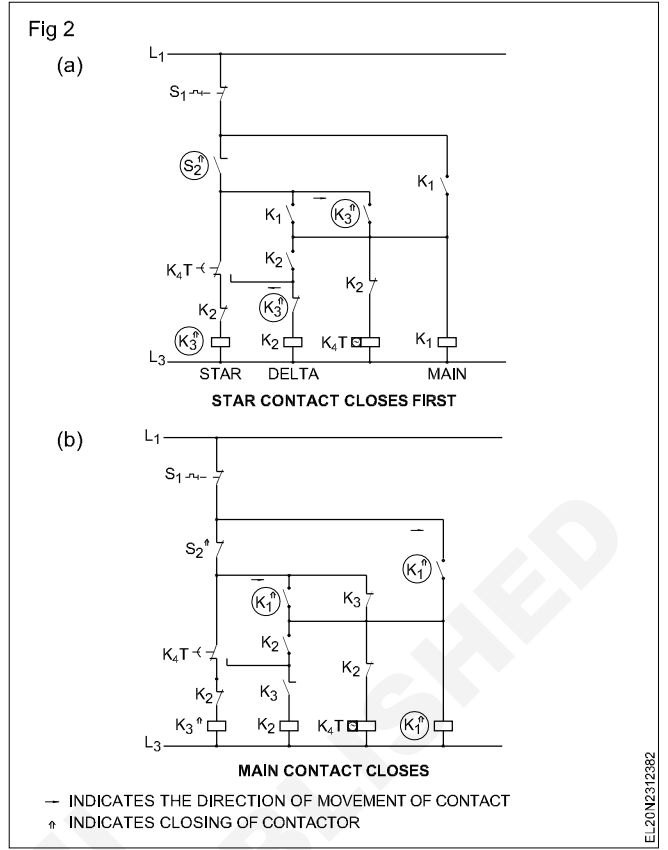 Fig 2
(a)
L1
S1
S2
K1
K3
K1
K4T
K2
K2
K3
K2
K3
K2
K4T
K1
L3
STAR DELTA MAIN
STAR CONTACT CLOSES FIRST
(b)
L1
S1
S2
K1
K1
K3
K2
K4T
K2
K2
K3
K3
K2
K4T
K1
L3
MAIN CONTACT CLOSES
→ INDICATES THE DIRECTION OF MOVEMENT OF CONTACT
⇑ INDICATES CLOSING OF CONTACTOR
EL20N2312382